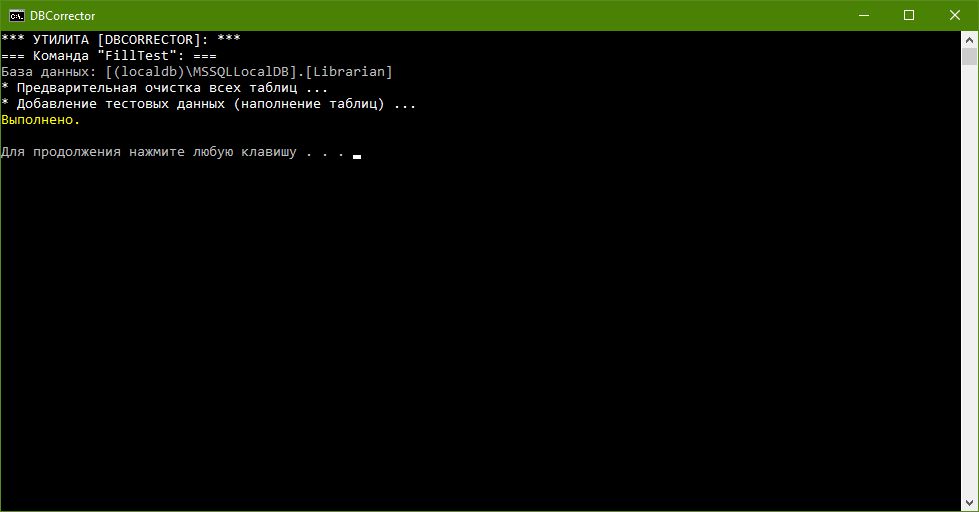 DBCorrector
*** УТИЛИТА [DBCORRECTOR]: ***
=== Команда "FillTest": ===
База данных: [(localdb)\MSSQLLocalDB].[Librarian]
* Предварительная очистка всех таблиц ...
* Добавление тестовых данных (наполнение таблиц) ...
Выполнено.
Для продолжения нажмите любую клавишу . . .